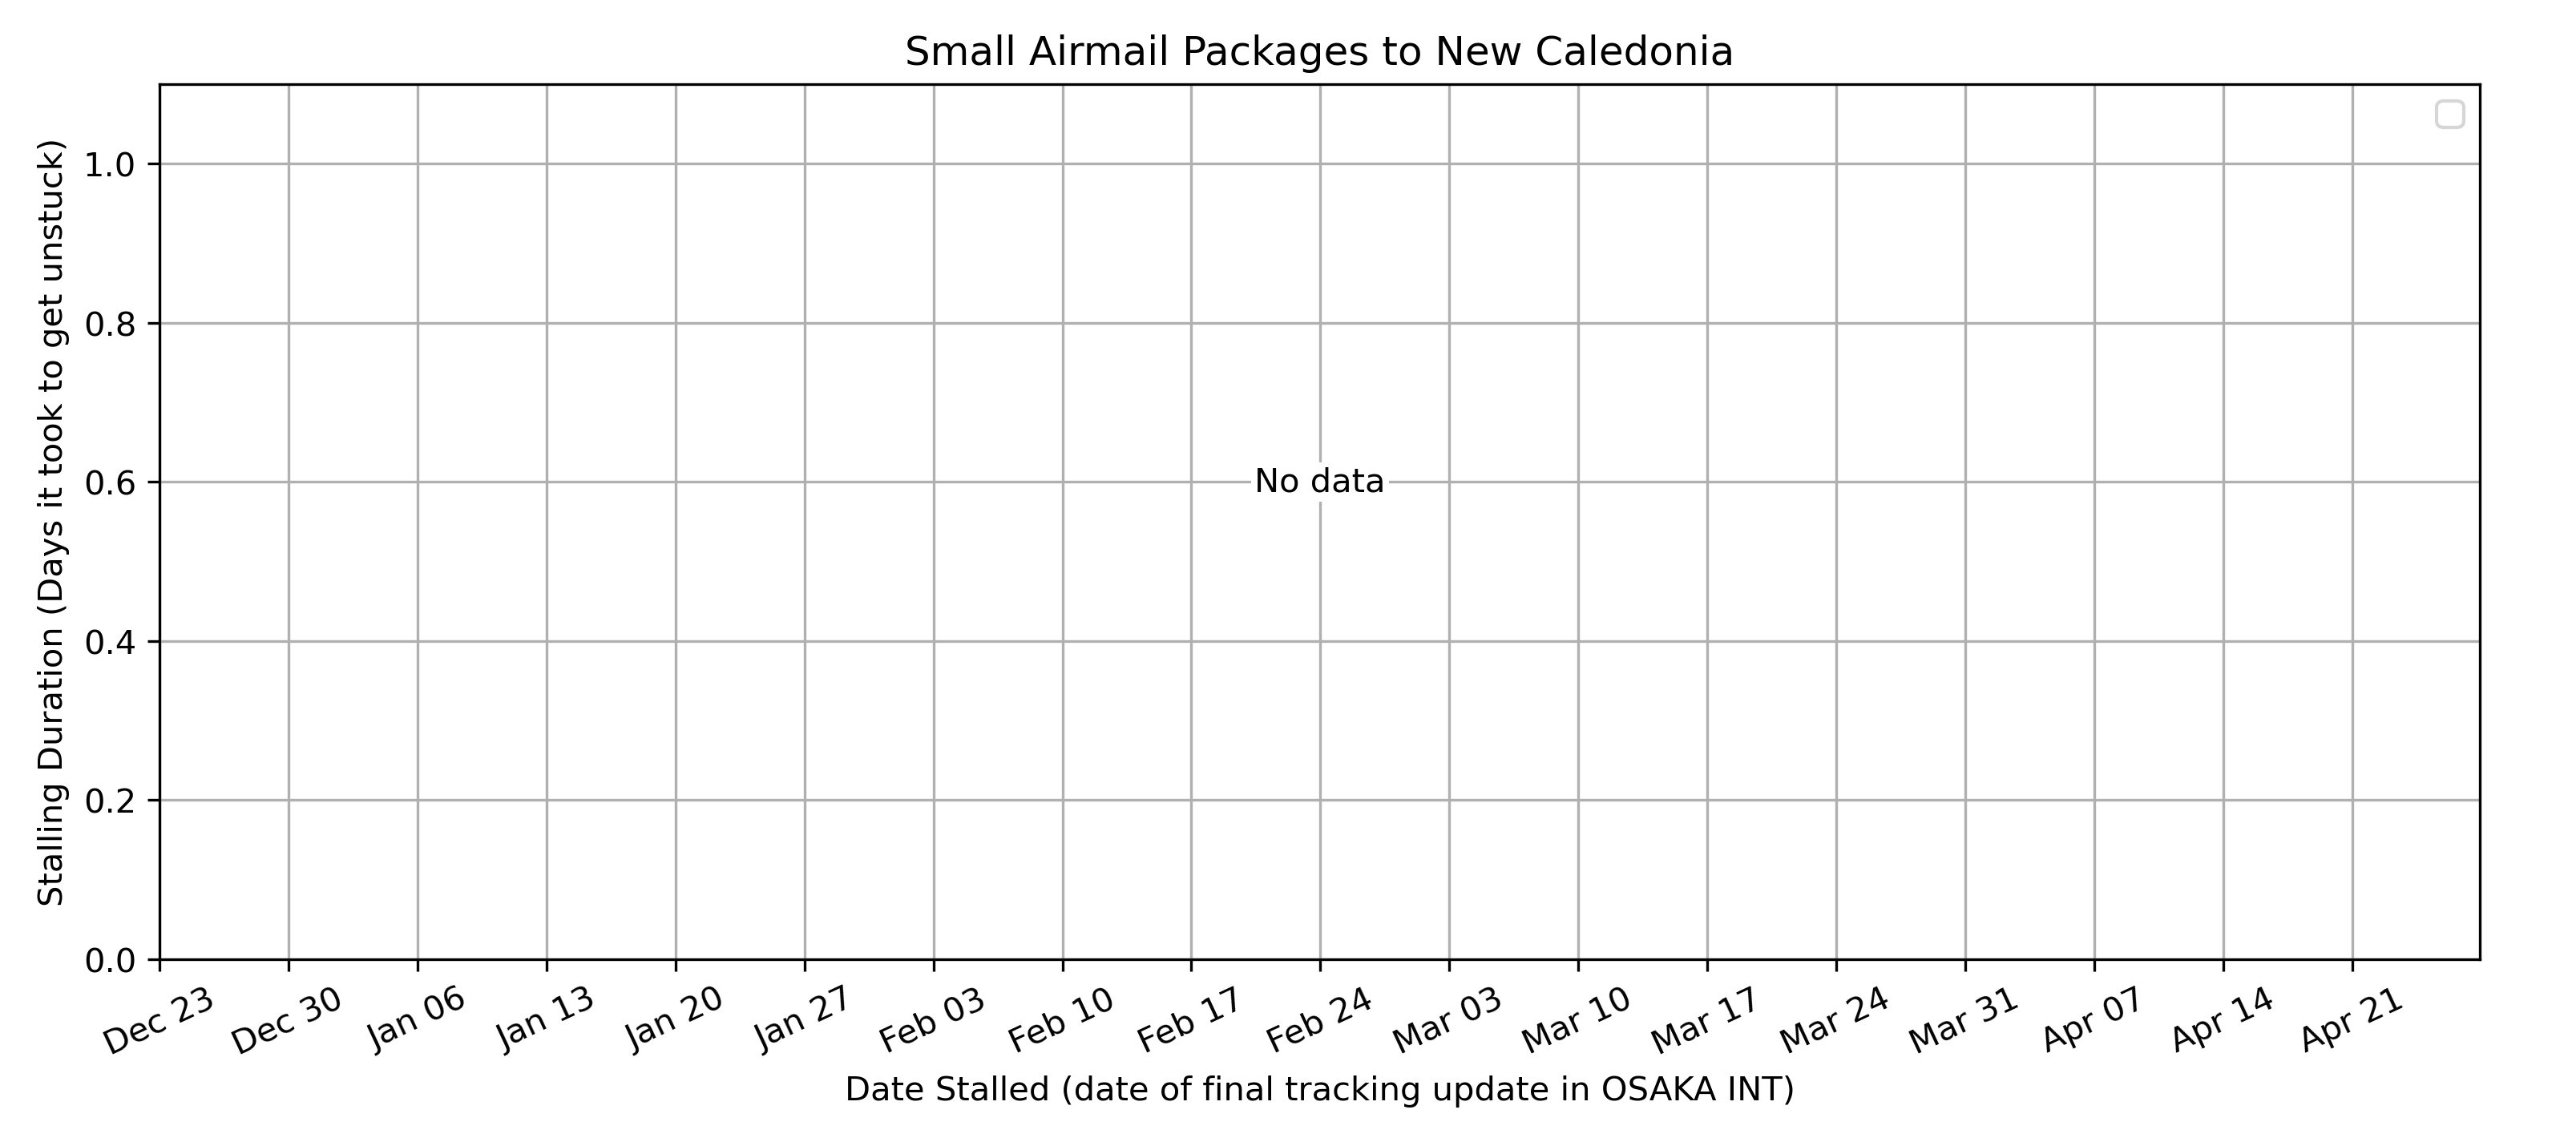 Small Airmail Packages to New Caledonia
Stalling Duration (Days it took to get unstuck)
1.0
0.8
0.6
0.4
0.2
0.0
No data
Dec 23 Dec 30 Jan 06 Jan 13 Jan 20 Jan 27 Feb 03 Feb 10 Feb 17 Feb 24 Mar 03 Mar 10 Mar 17 Mar 24 Mar 31 Apr 07 Apr 14 Apr 21
Date Stalled (date of final tracking update in OSAKA INT)